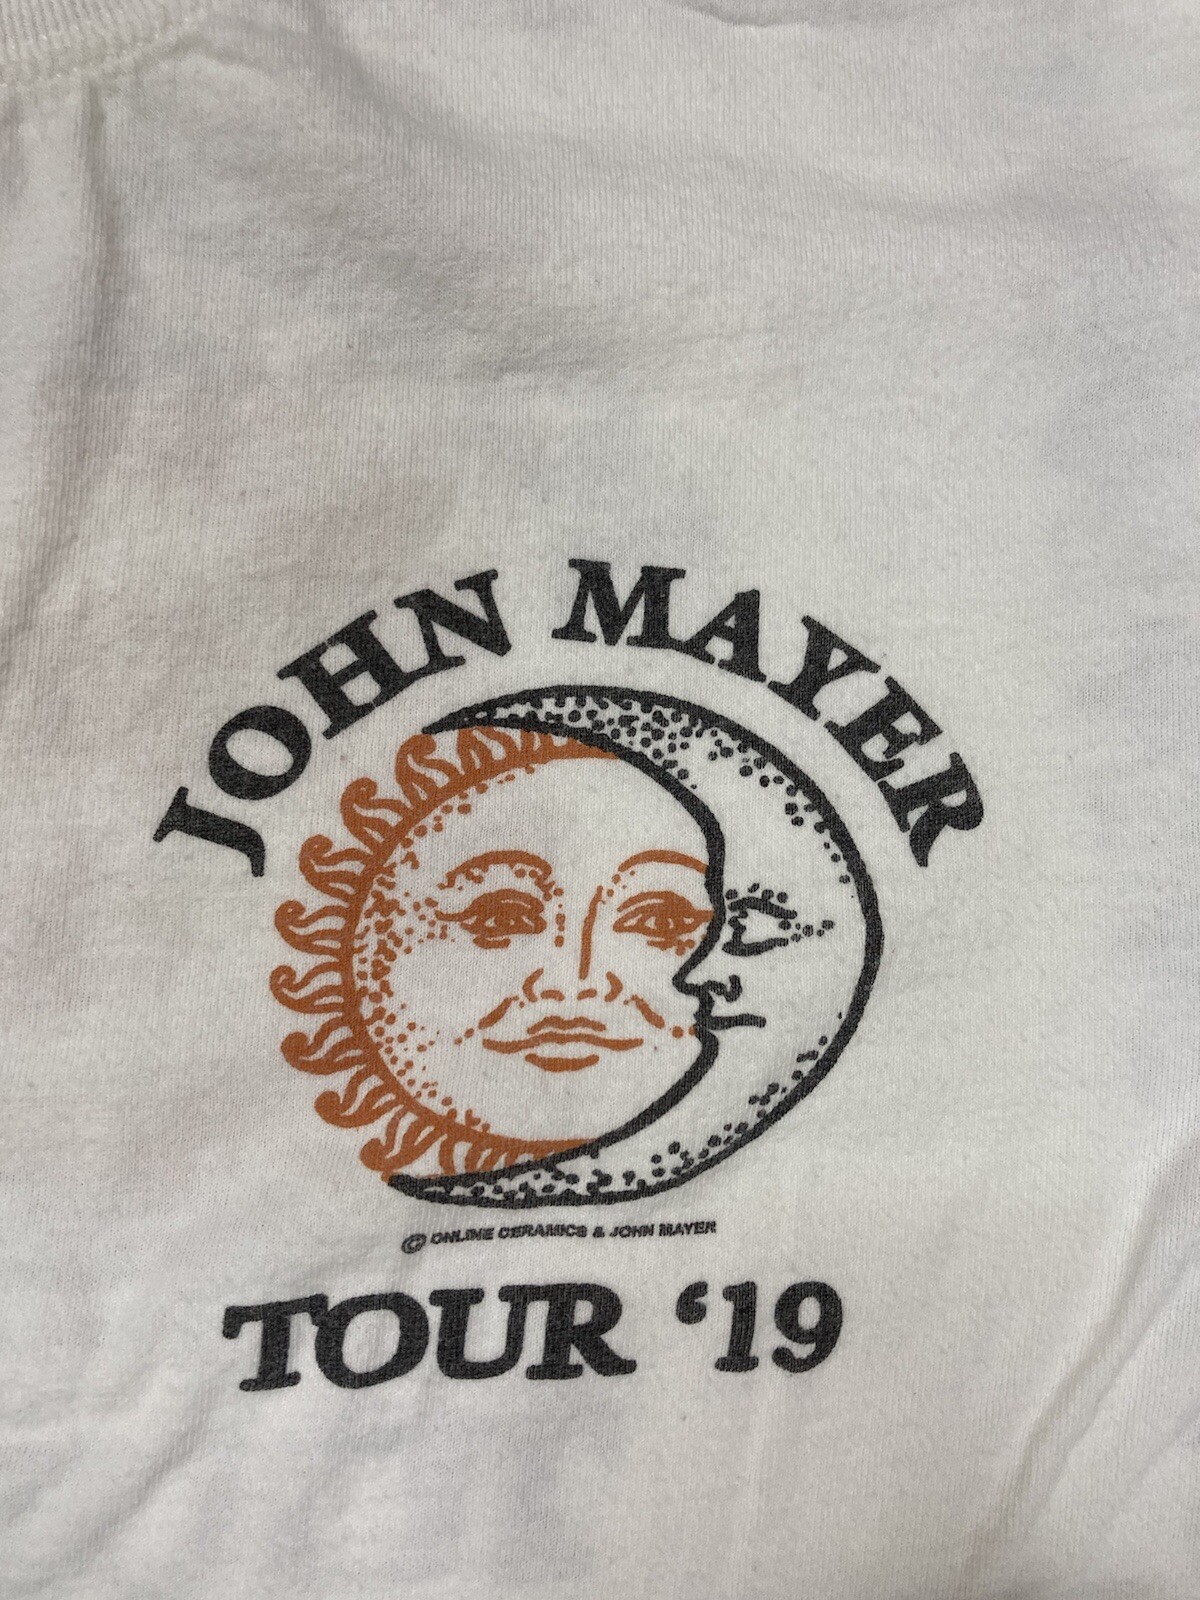 JOHN MAYER
© ONLINE CERAMICS & JOHN MAYER
TOUR ‘19